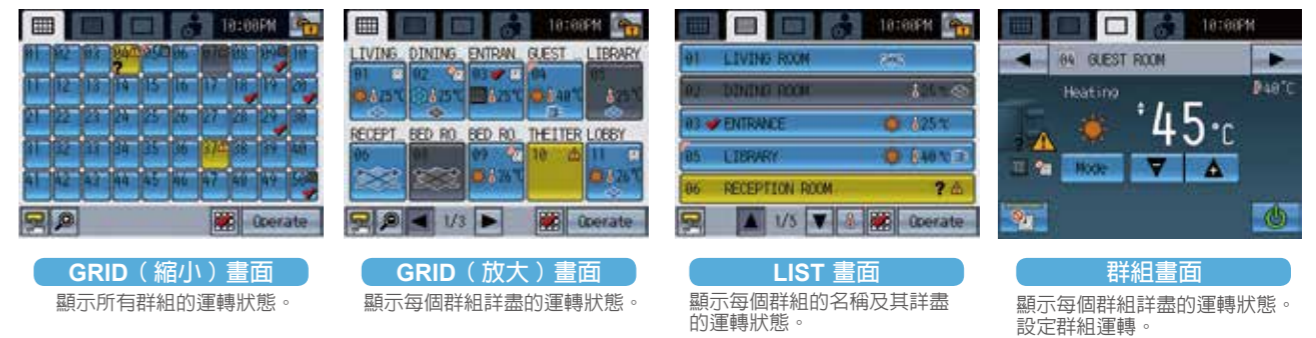 10:00PM
01 02 03 04 05 06 07 08 09 10
11 12 13 14 15 16 17 18 19 20
21 22 23 24 25 26 27 28 29 30
31 32 33 34 35 36 37 38 39 40
41 42 43 44 45 46 47 48 49
Operate
GRID（縮小）畫面
顯示所有群組的運轉狀態。
10:00PM
LIVING DINING ENTRAN GUEST LIBRARY
01 02 03 04 05
25℃ 25℃ 25℃ 40℃ 25℃
RECEPT BED RO BED RO THEITER LOBBY
06 09 10 11
26℃ 26℃
1/3 Operate
GRID（放大）畫面
顯示每個群組詳盡的運轉狀態。
10:00PM
01 LIVING ROOM
02 DINING ROOM
03 ENTRANCE 25℃
05 LIBRARY 40℃
06 RECEPTION ROOM ?
1/5 Operate
LIST 畫面
顯示每個群組的名稱及其詳盡
的運轉狀態。
10:00PM
04 GUEST ROOM
Heating 40℃
45℃
Mode
群組畫面
顯示每個群組詳盡的運轉狀態。
設定群組運轉。